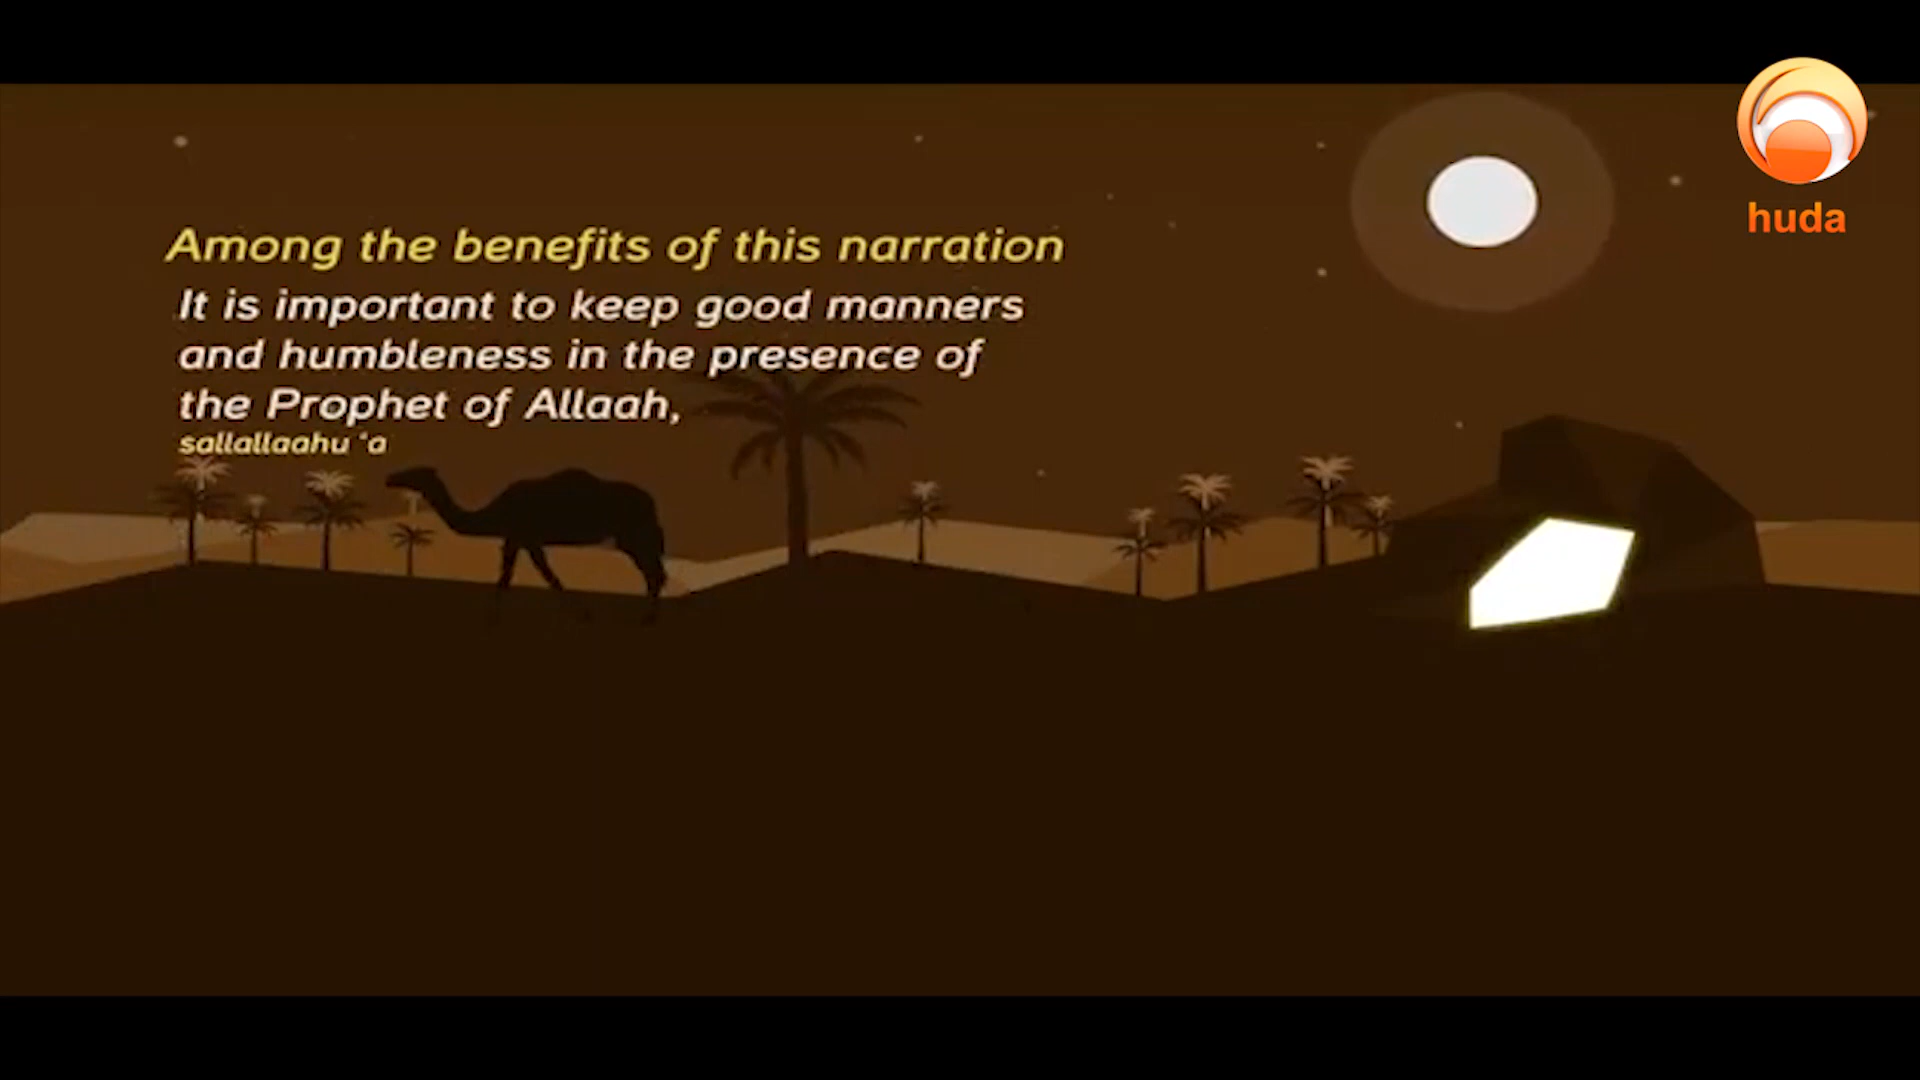 Among the benefits of this narration
It is important to keep good manners
and humbleness in the presence of
the Prophet of Allaah,
sallallaahu ‘a
huda